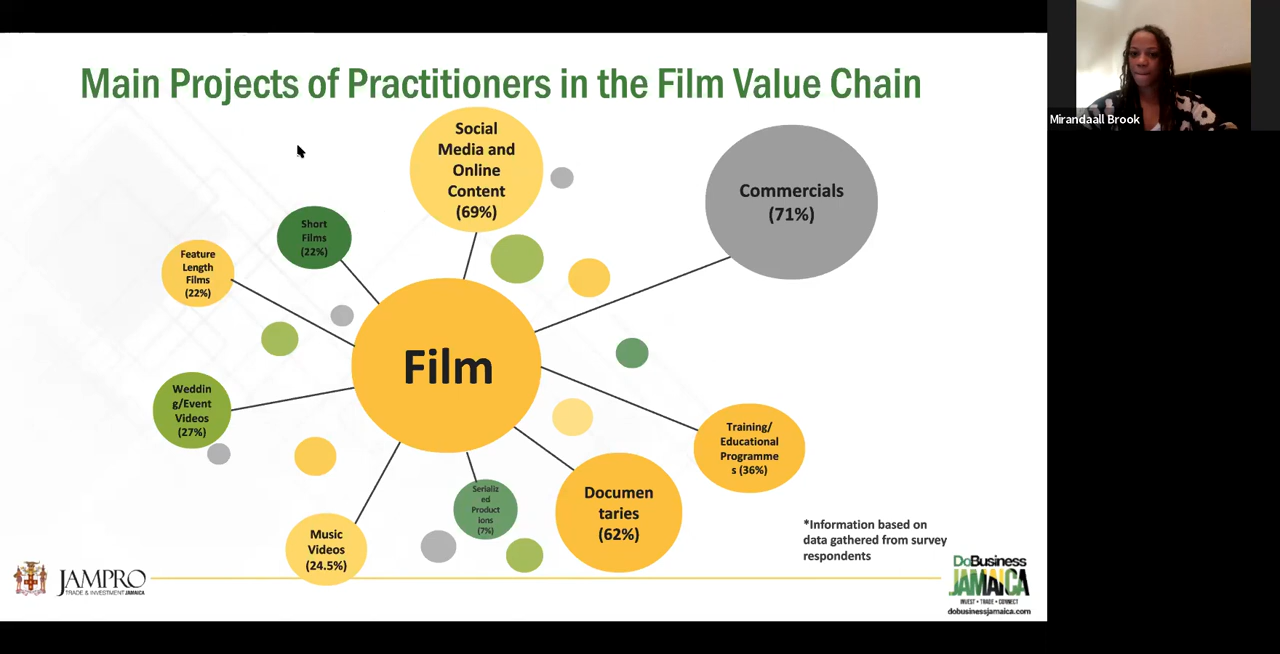 Main Projects of Practitioners in the Film Value Chain
Mirandaall Brook
Social
Media and
Online
Content
(69%)
Commercials
(71%)
Short
Films
(22%)
Feature
Length
Films
(22%)
Film
Weddin
g/Event
Videos
(27%)
Training/
Educational
Programme
s (36%)
Serializ
ed
Product
ions
(7%)
Documen
taries
(62%)
Music
Videos
(24.5%)
*Information based on
data gathered from survey
respondents
JAMPRO
TRADE & INVESTMENT JAMAICA
DoBusiness
JAMAICA
INVEST • TRADE • CONNECT
dobusinessjamaica.com